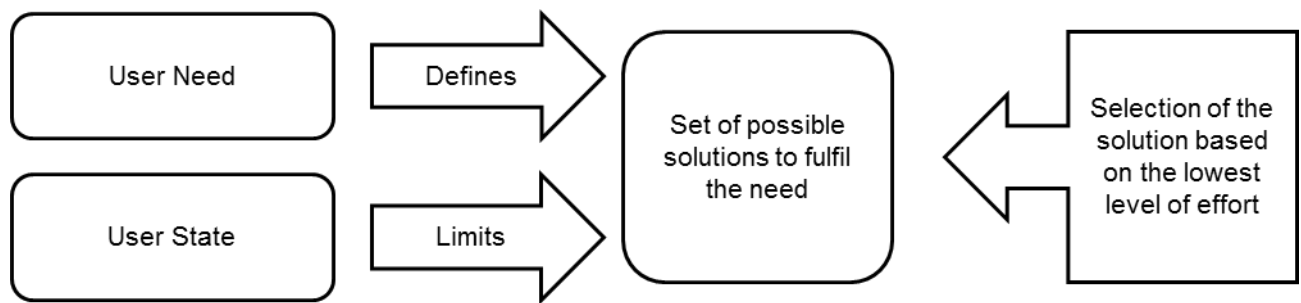 User Need
Defines
User State
Limits
Set of possible
solutions to fulfil
the need
Selection of the
solution based
on the lowest
level of effort